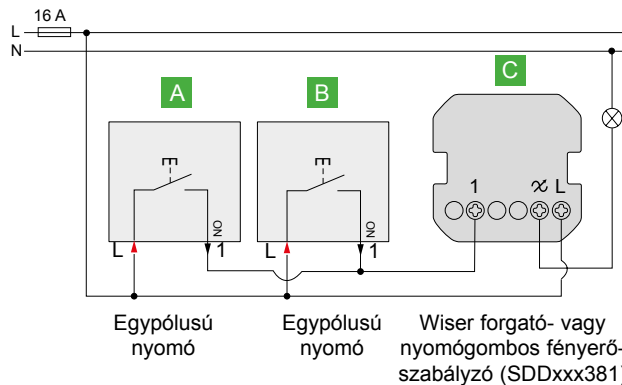 16 A
L
N
A
B
C
1
L
L
NO
1
L
NO
1
Egypólusú
nyomó
Egypólusú
nyomó
Wiser forgató- vagy
nyomógombos fényerő-
szabályzó (SDDxxx381)